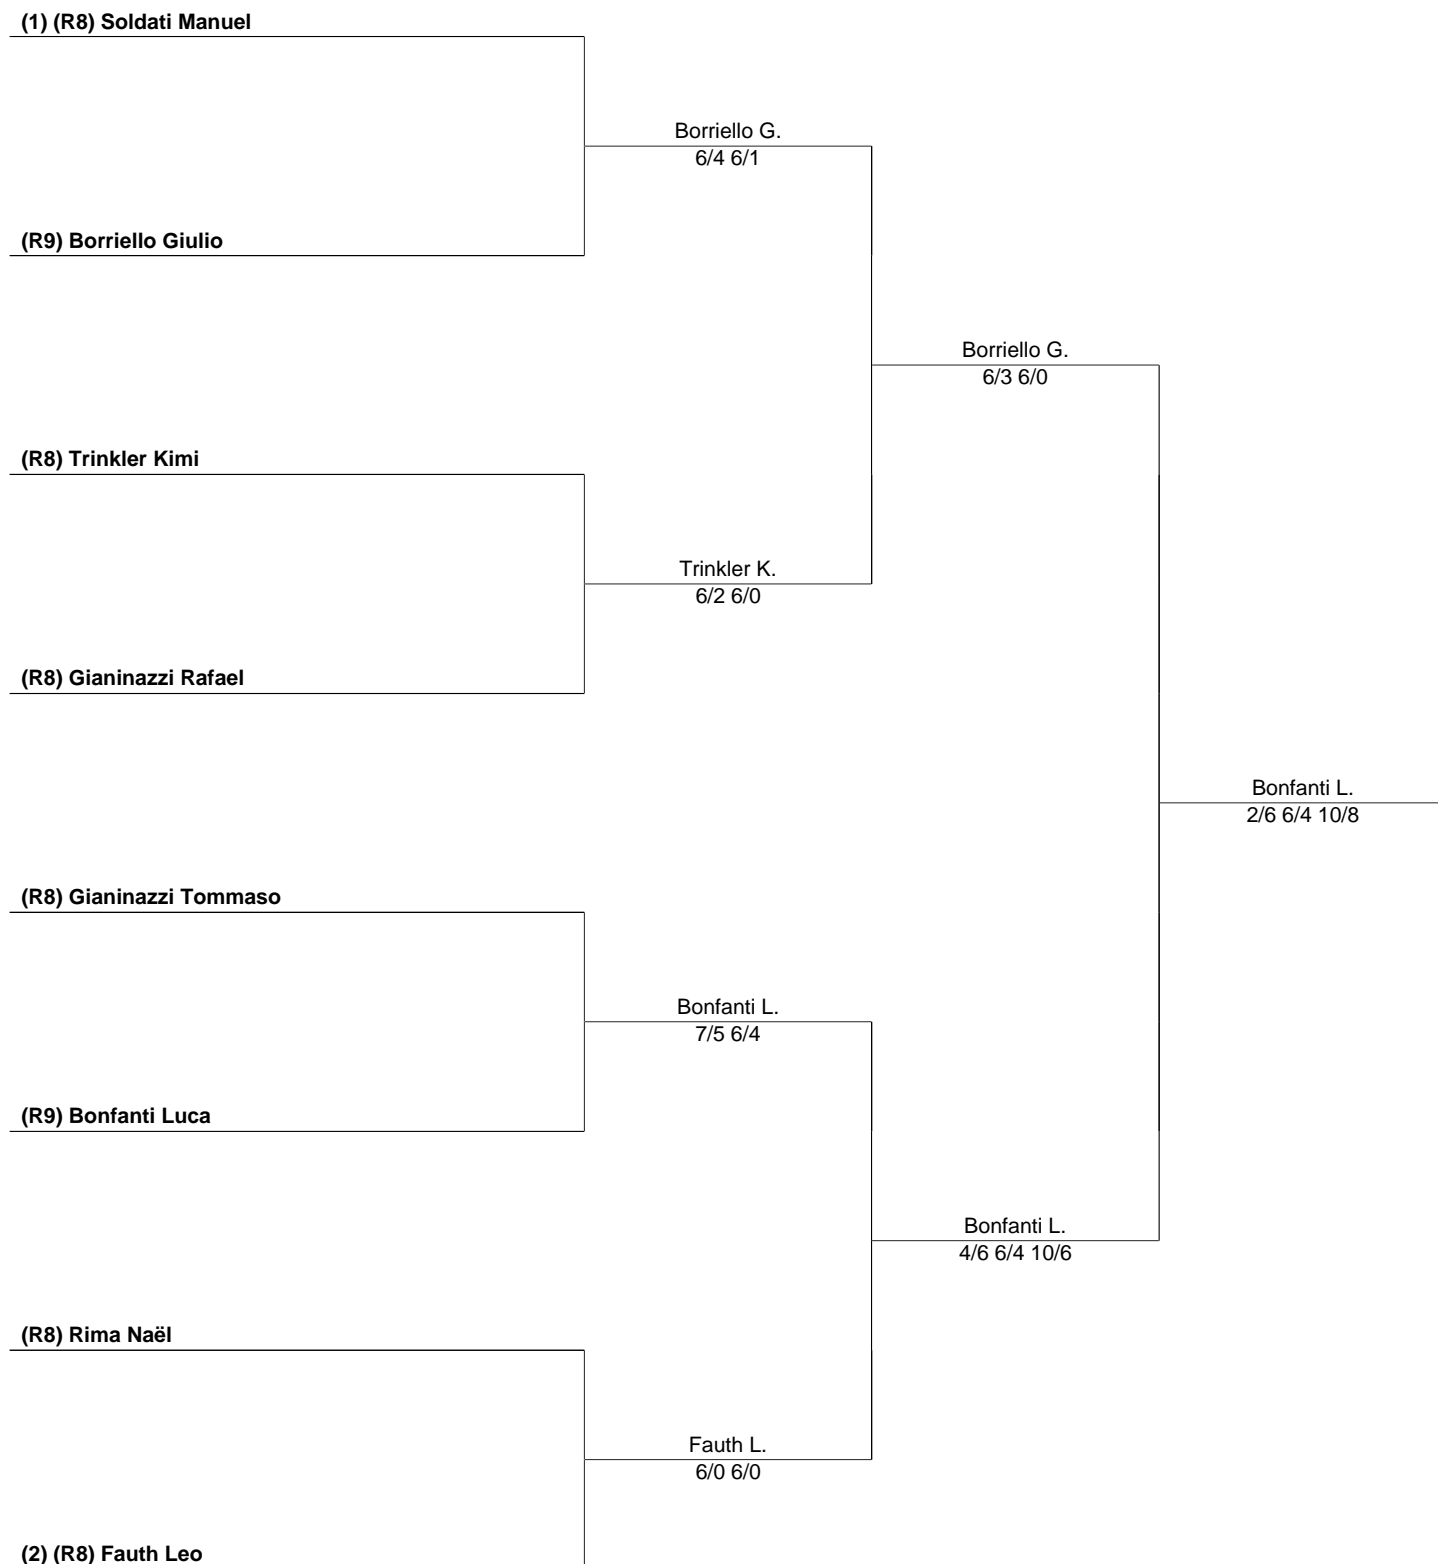 (1) (R8) Soldati Manuel
Borriello G.
6/4 6/1
(R9) Borriello Giulio
Borriello G.
6/3 6/0
(R8) Trinkler Kimi
Trinkler K.
6/2 6/0
(R8) Gianinazzi Rafael
Bonfanti L.
2/6 6/4 10/8
(R8) Gianinazzi Tommaso
Bonfanti L.
7/5 6/4
(R9) Bonfanti Luca
Bonfanti L.
4/6 6/4 10/6
(R8) Rima Naël
Fauth L.
6/0 6/0
(2) (R8) Fauth Leo